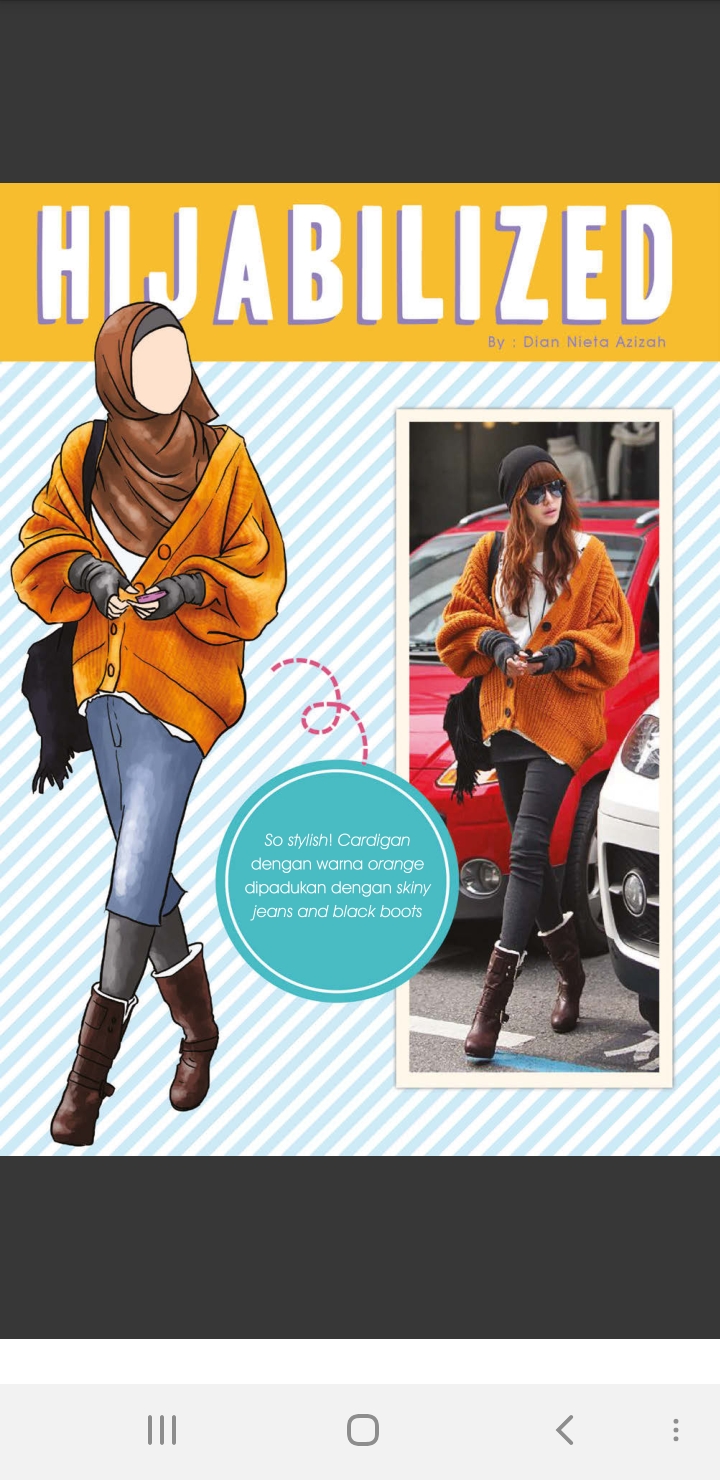 HIJABILIZED
By : Dian Nieta Azizah
So stylish! Cardigan
dengan warna orange
dipadukan dengan skiny
jeans and black boots